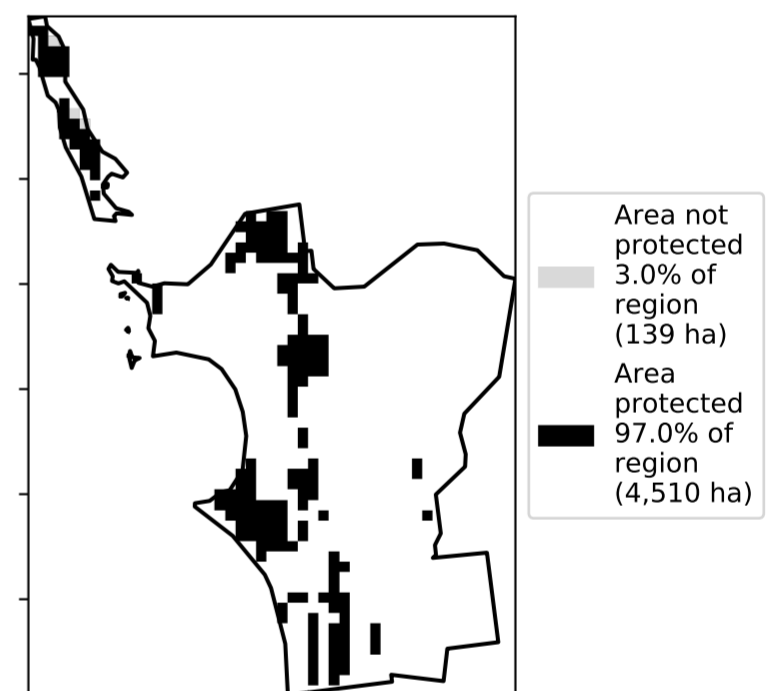 Area not
protected
3.0% of
region
(139 ha)
Area
protected
97.0% of
region
(4,510 ha)